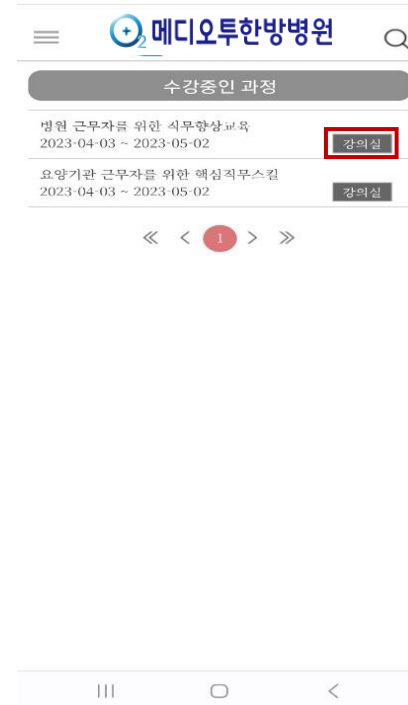 O2 메디오투한방병원
수강중인 과정
병원 근무자를 위한 직무향상교육
2023-04-03 ~ 2023-05-02
강의실
요양기관 근무자를 위한 핵심직무스킬
2023-04-03 ~ 2023-05-02
강의실
≪ < 1 > ≫